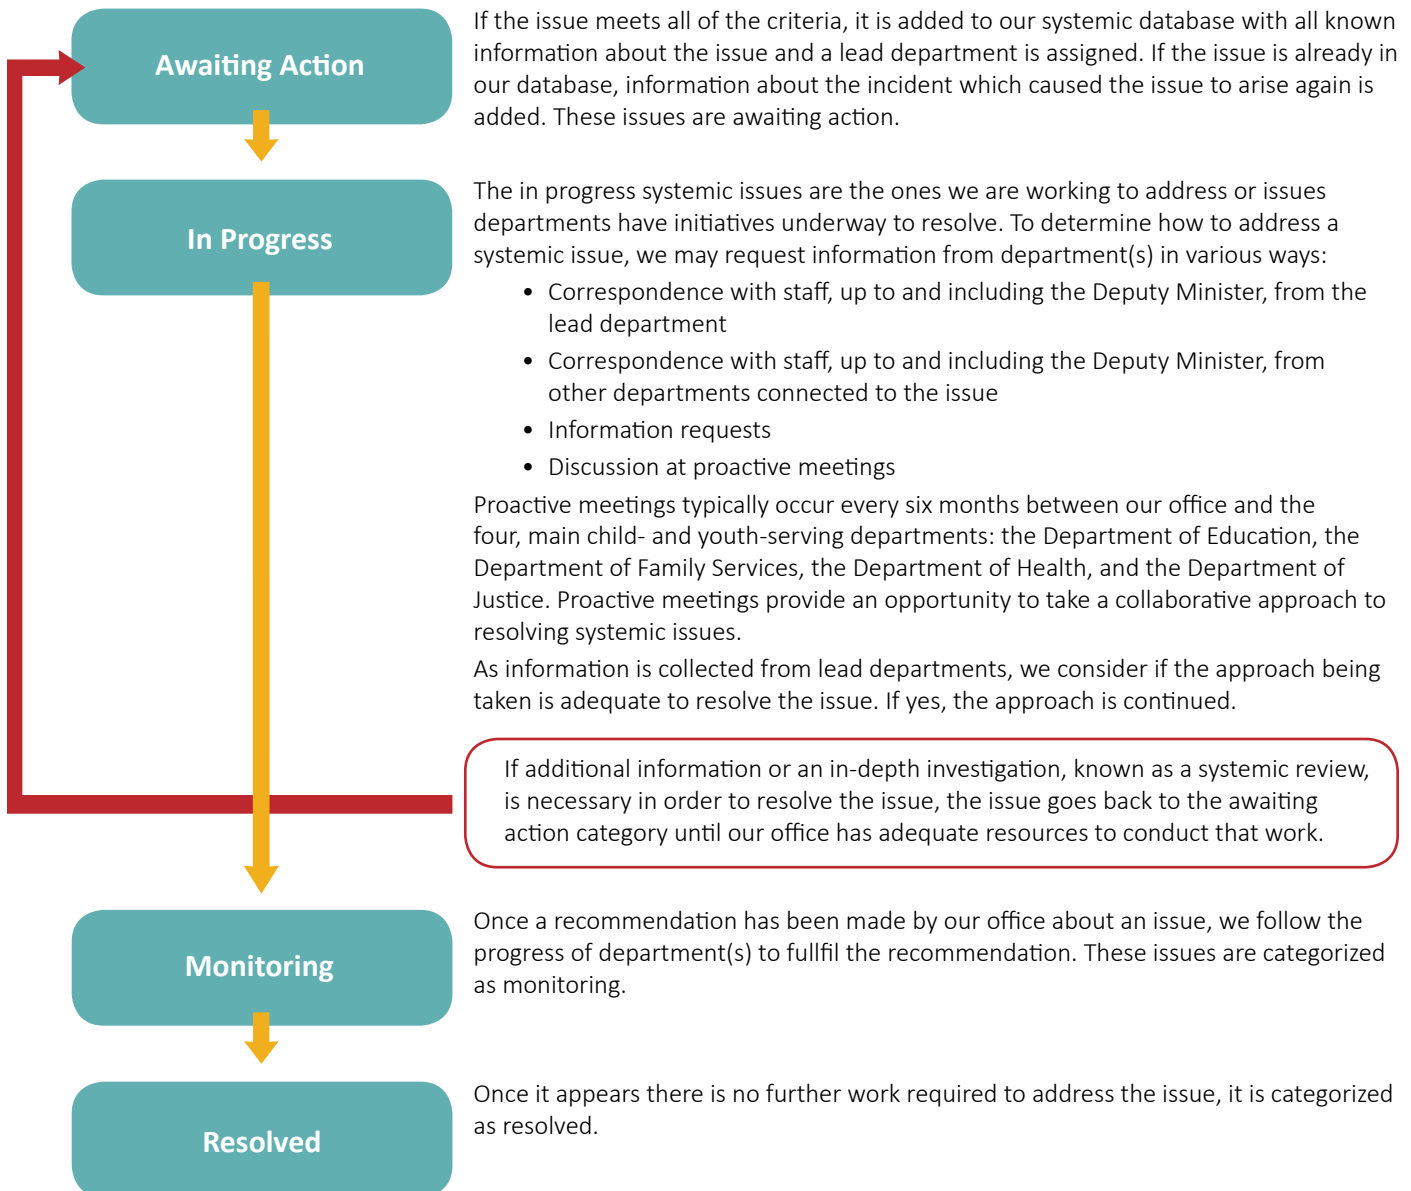 Awaiting Action
If the issue meets all of the criteria, it is added to our systemic database with all known
information about the issue and a lead department is assigned. If the issue is already in
our database, information about the incident which caused the issue to arise again is
added. These issues are awaiting action.
In Progress
The in progress systemic issues are the ones we are working to address or issues
departments have initiatives underway to resolve. To determine how to address a
systemic issue, we may request information from department(s) in various ways:
• Correspondence with staff, up to and including the Deputy Minister, from the
lead department
• Correspondence with staff, up to and including the Deputy Minister, from
other departments connected to the issue
• Information requests
• Discussion at proactive meetings
Proactive meetings typically occur every six months between our office and the
four, main child- and youth-serving departments: the Department of Education, the
Department of Family Services, the Department of Health, and the Department of
Justice. Proactive meetings provide an opportunity to take a collaborative approach to
resolving systemic issues.
As information is collected from lead departments, we consider if the approach being
taken is adequate to resolve the issue. If yes, the approach is continued.
If additional information or an in-depth investigation, known as a systemic review,
is necessary in order to resolve the issue, the issue goes back to the awaiting
action category until our office has adequate resources to conduct that work.
Monitoring
Once a recommendation has been made by our office about an issue, we follow the
progress of department(s) to fullfil the recommendation. These issues are categorized
as monitoring.
Resolved
Once it appears there is no further work required to address the issue, it is categorized
as resolved.